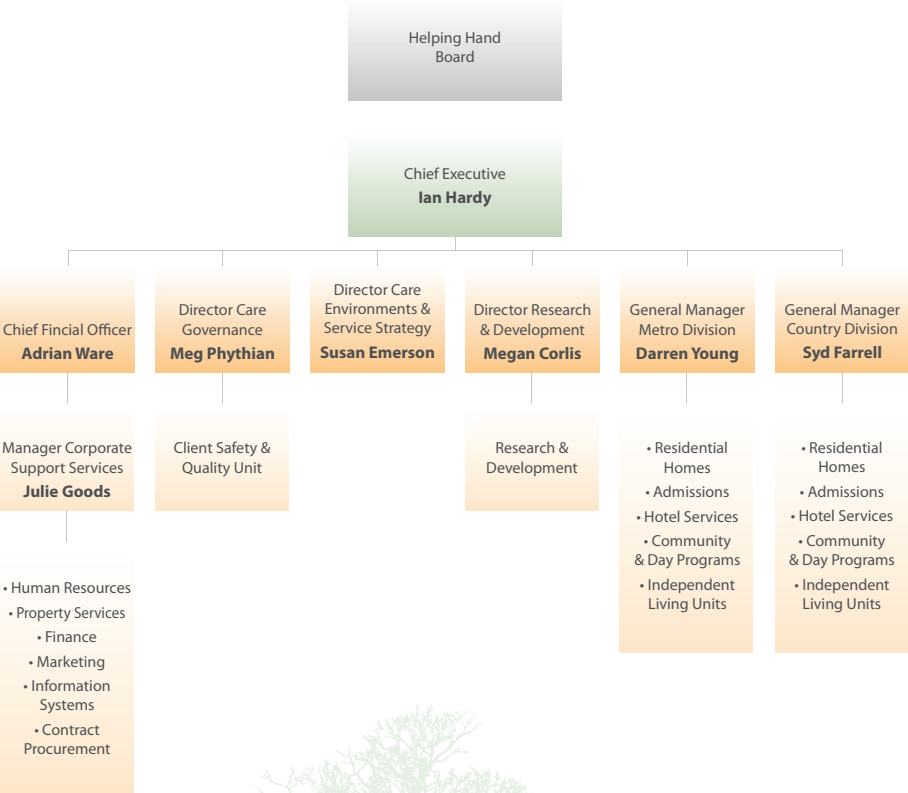 Helping Hand
Board
Chief Executive
Ian Hardy
Chief Fincial Officer
Adrian Ware
Director Care
Governance
Meg Phythian
Director Care
Environments &
Service Strategy
Susan Emerson
Director Research
& Development
Megan Corlis
General Manager
Metro Division
Darren Young
General Manager
Country Division
Syd Farrell
Manager Corporate
Support Services
Julie Goods
Client Safety &
Quality Unit
Research &
Development
• Residential
Homes
• Admissions
• Hotel Services
• Community
& Day Programs
• Independent
Living Units
• Residential
Homes
• Admissions
• Hotel Services
• Community
& Day Programs
• Independent
Living Units
• Human Resources
• Property Services
• Finance
• Marketing
• Information
Systems
• Contract
Procurement